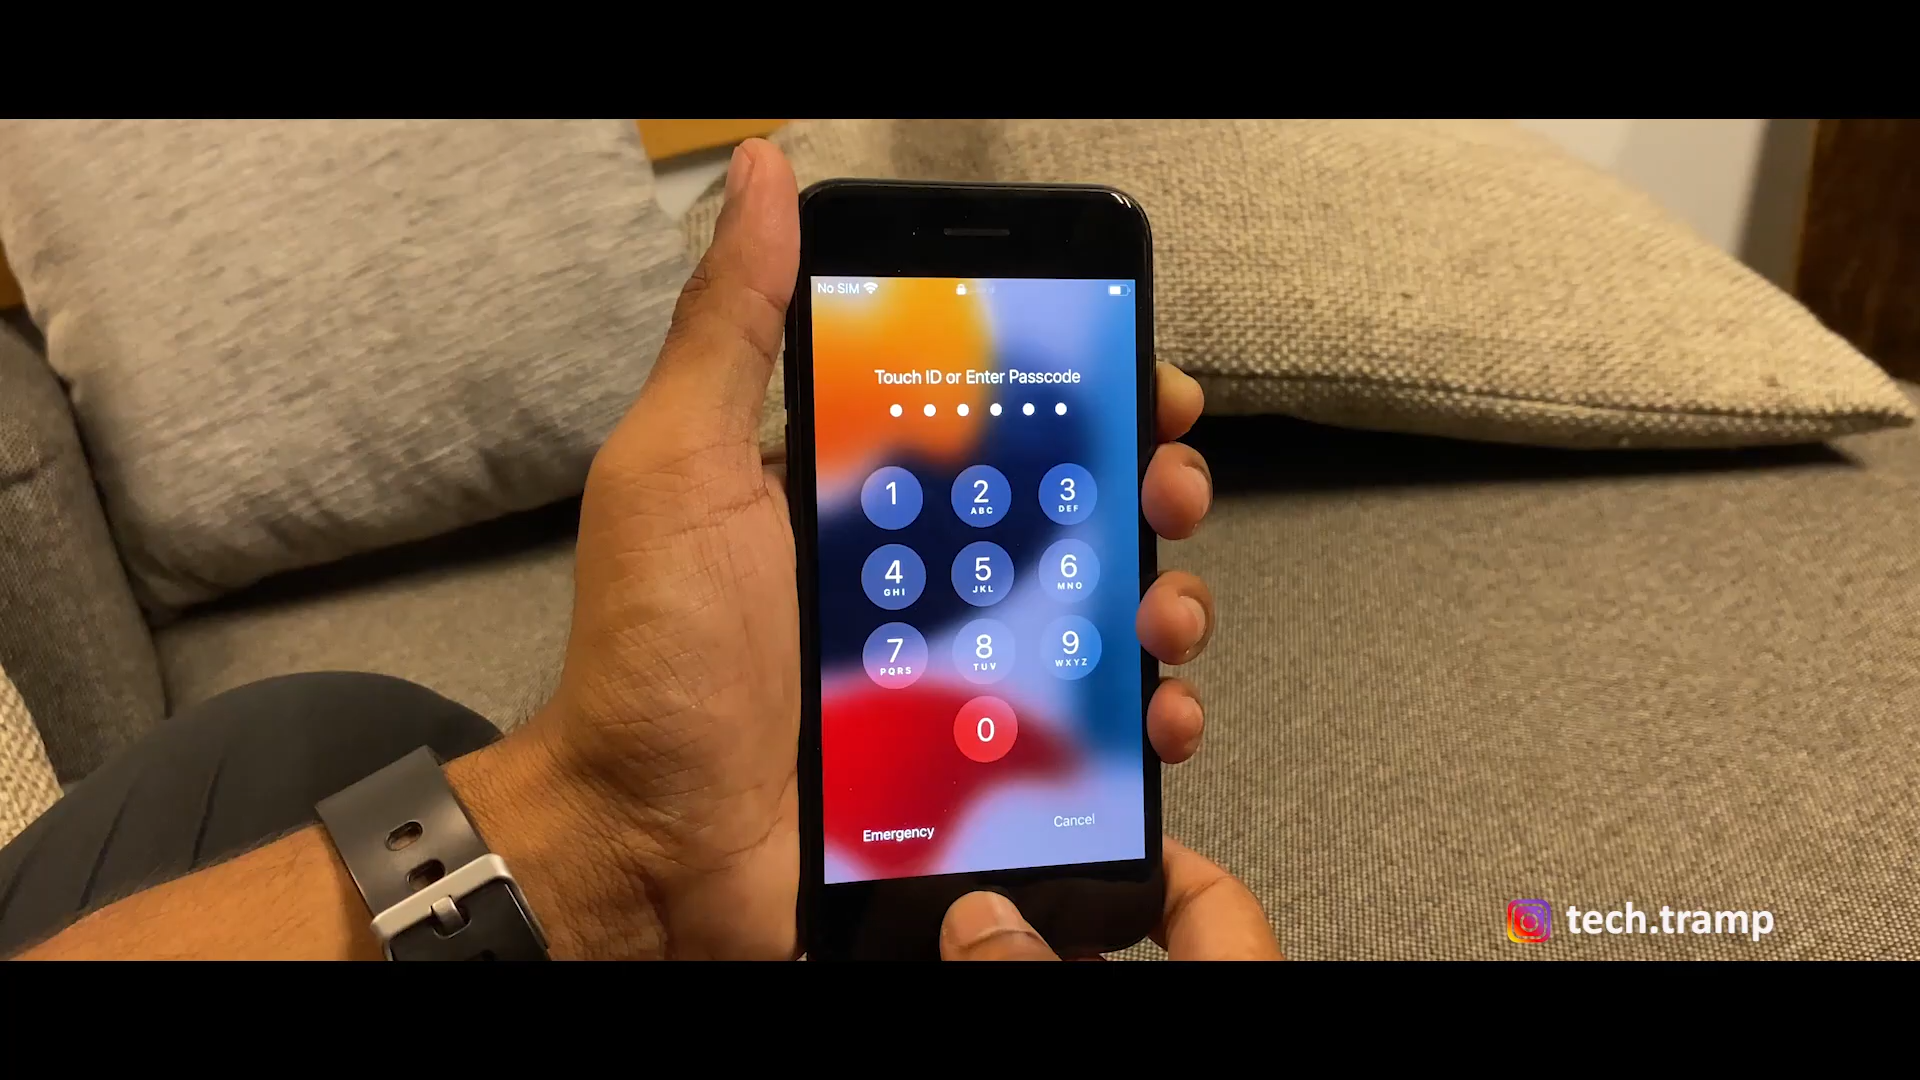 No SIM
Touch ID or Enter Passcode
1
2
ABC
3
DEF
4
GHI
5
JKL
6
MNO
7
PQRS
8
TUV
9
WXYZ
0
Emergency
Cancel
tech.tramp